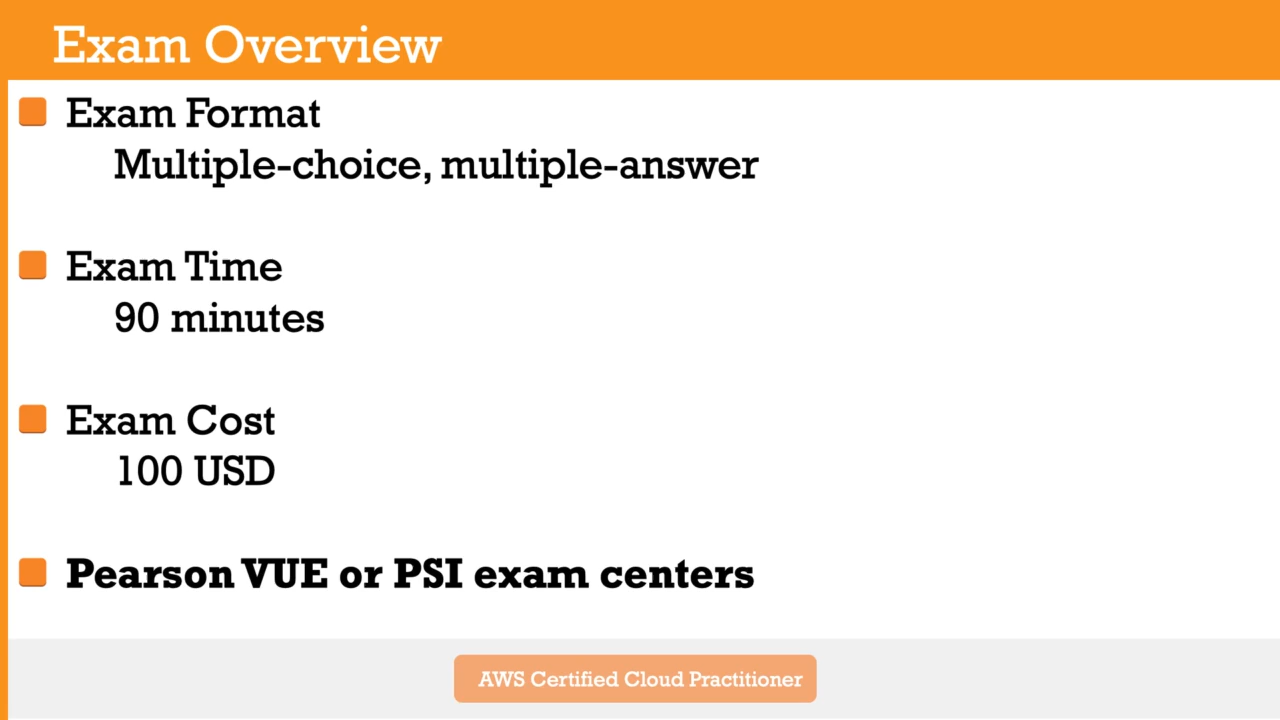 Exam Overview
Exam Format
Multiple-choice, multiple-answer
Exam Time
90 minutes
Exam Cost
100 USD
Pearson VUE or PSI exam centers
AWS Certified Cloud Practitioner